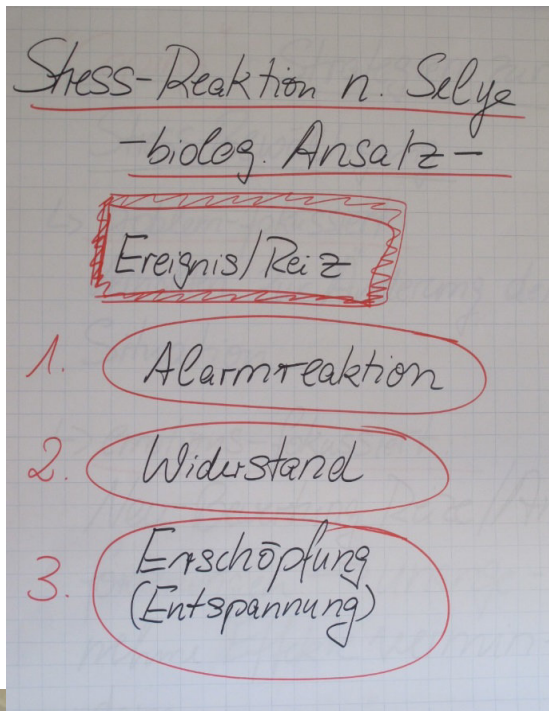 Stress-Reaktion n. Selye
-biolog. Ansatz-
Ereignis/Reiz
1. Alarmreaktion
2. Widerstand
3. Erschöpfung
(Entspannung)